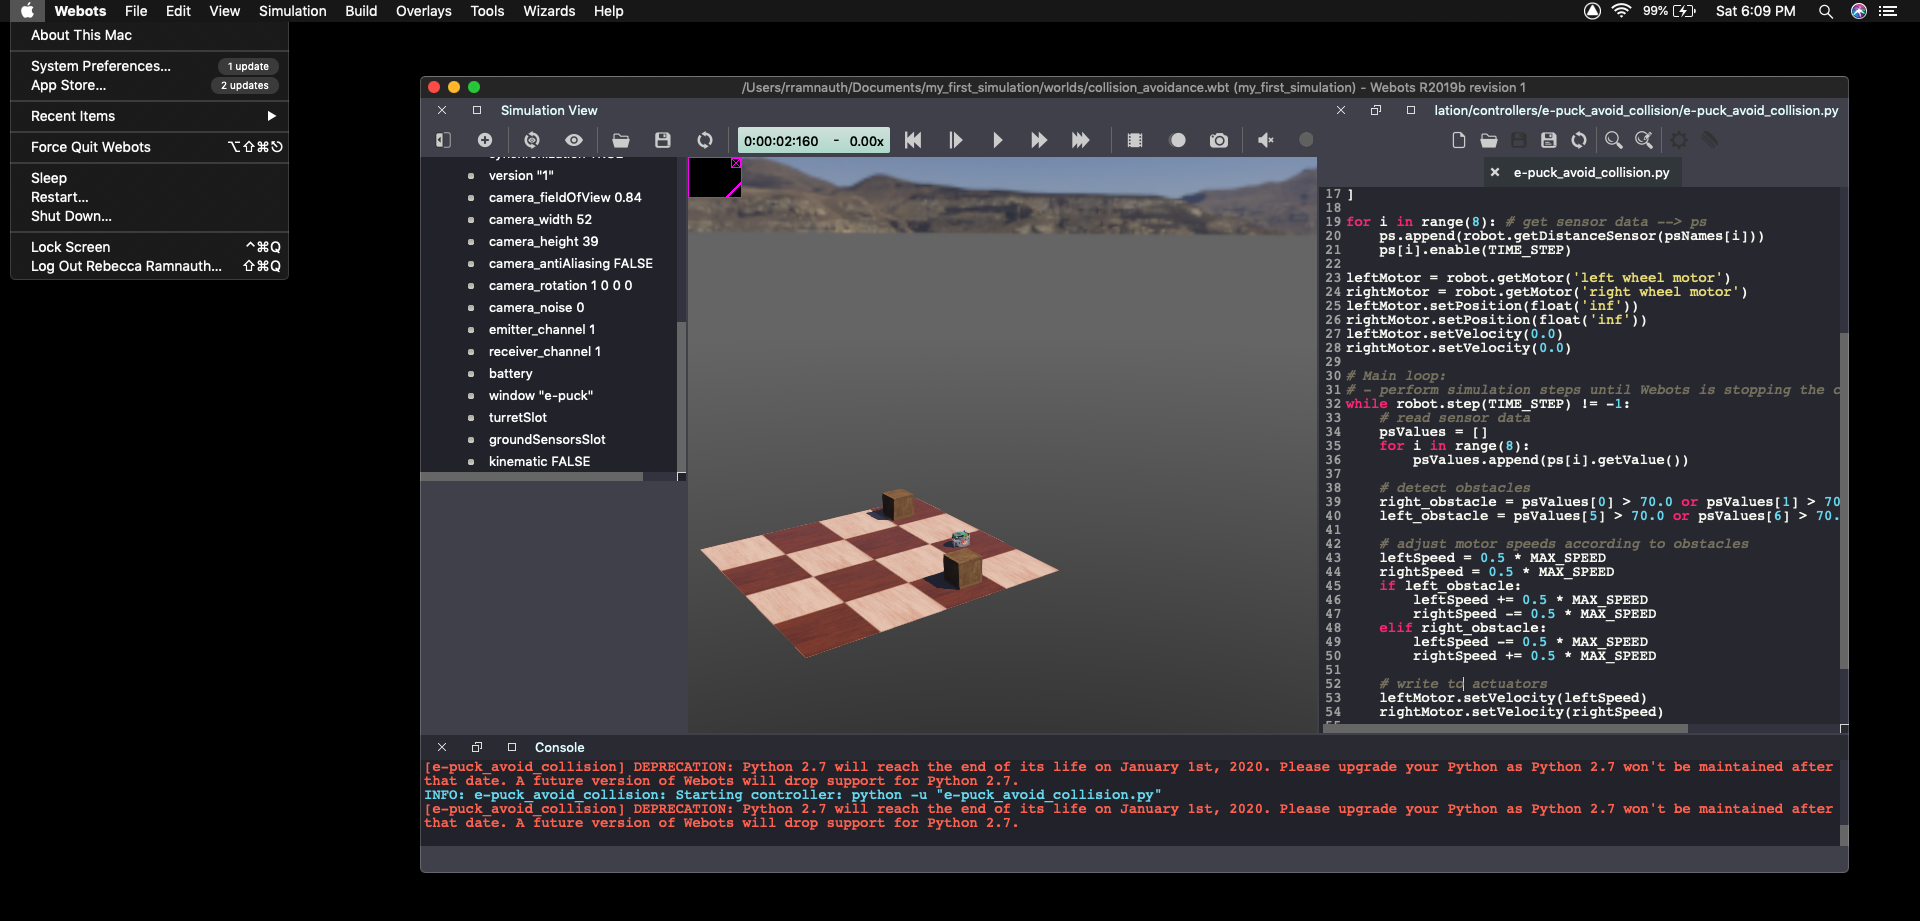 Webots File Edit View Simulation Build Overlays Tools Wizards Help 99% Sat 6:09 PM
About This Mac
System Preferences... 1 update
App Store... 2 updates
Recent Items
Force Quit Webots ⌥⇧⌘⎋
Sleep
Restart...
Shut Down...
Lock Screen ^⌘Q
Log Out Rebecca Ramnauth... ⇧⌘Q
/Users/rramnauth/Documents/my_first_simulation/worlds/collision_avoidance.wbt (my_first_simulation) - Webots R2019b revision 1
Simulation View
0:00:02:160 - 0.00x
synchronization TRUE
version "1"
camera_fieldOfView 0.84
camera_width 52
camera_height 39
camera_antiAliasing FALSE
camera_rotation 1 0 0 0
camera_noise 0
emitter_channel 1
receiver_channel 1
battery
window "e-puck"
turretSlot
groundSensorsSlot
kinematic FALSE
lation/controllers/e-puck_avoid_collision/e-puck_avoid_collision.py
e-puck_avoid_collision.py
17 ]
18
19 for i in range(8): # get sensor data --> ps
20 ps.append(robot.getDistanceSensor(psNames[i]))
21 ps[i].enable(TIME_STEP)
22
23 leftMotor = robot.getMotor('left wheel motor')
24 rightMotor = robot.getMotor('right wheel motor')
25 leftMotor.setPosition(float('inf'))
26 rightMotor.setPosition(float('inf'))
27 leftMotor.setVelocity(0.0)
28 rightMotor.setVelocity(0.0)
29
30 # Main loop:
31 # - perform simulation steps until Webots is stopping the c
32 while robot.step(TIME_STEP) != -1:
33 # read sensor data
34 psValues = []
35 for i in range(8):
36 psValues.append(ps[i].getValue())
37
38 # detect obstacles
39 right_obstacle = psValues[0] > 70.0 or psValues[1] > 70
40 left_obstacle = psValues[5] > 70.0 or psValues[6] > 70.
41
42 # adjust motor speeds according to obstacles
43 leftSpeed = 0.5 * MAX_SPEED
44 rightSpeed = 0.5 * MAX_SPEED
45 if left_obstacle:
46 leftSpeed += 0.5 * MAX_SPEED
47 rightSpeed -= 0.5 * MAX_SPEED
48 elif right_obstacle:
49 leftSpeed -= 0.5 * MAX_SPEED
50 rightSpeed += 0.5 * MAX_SPEED
51
52 # write to actuators
53 leftMotor.setVelocity(leftSpeed)
54 rightMotor.setVelocity(rightSpeed)
55
Console
[e-puck_avoid_collision] DEPRECATION: Python 2.7 will reach the end of its life on January 1st, 2020. Please upgrade your Python as Python 2.7 won't be maintained after
that date. A future version of Webots will drop support for Python 2.7.
INFO: e-puck_avoid_collision: Starting controller: python -u "e-puck_avoid_collision.py"
[e-puck_avoid_collision] DEPRECATION: Python 2.7 will reach the end of its life on January 1st, 2020. Please upgrade your Python as Python 2.7 won't be maintained after
that date. A future version of Webots will drop support for Python 2.7.